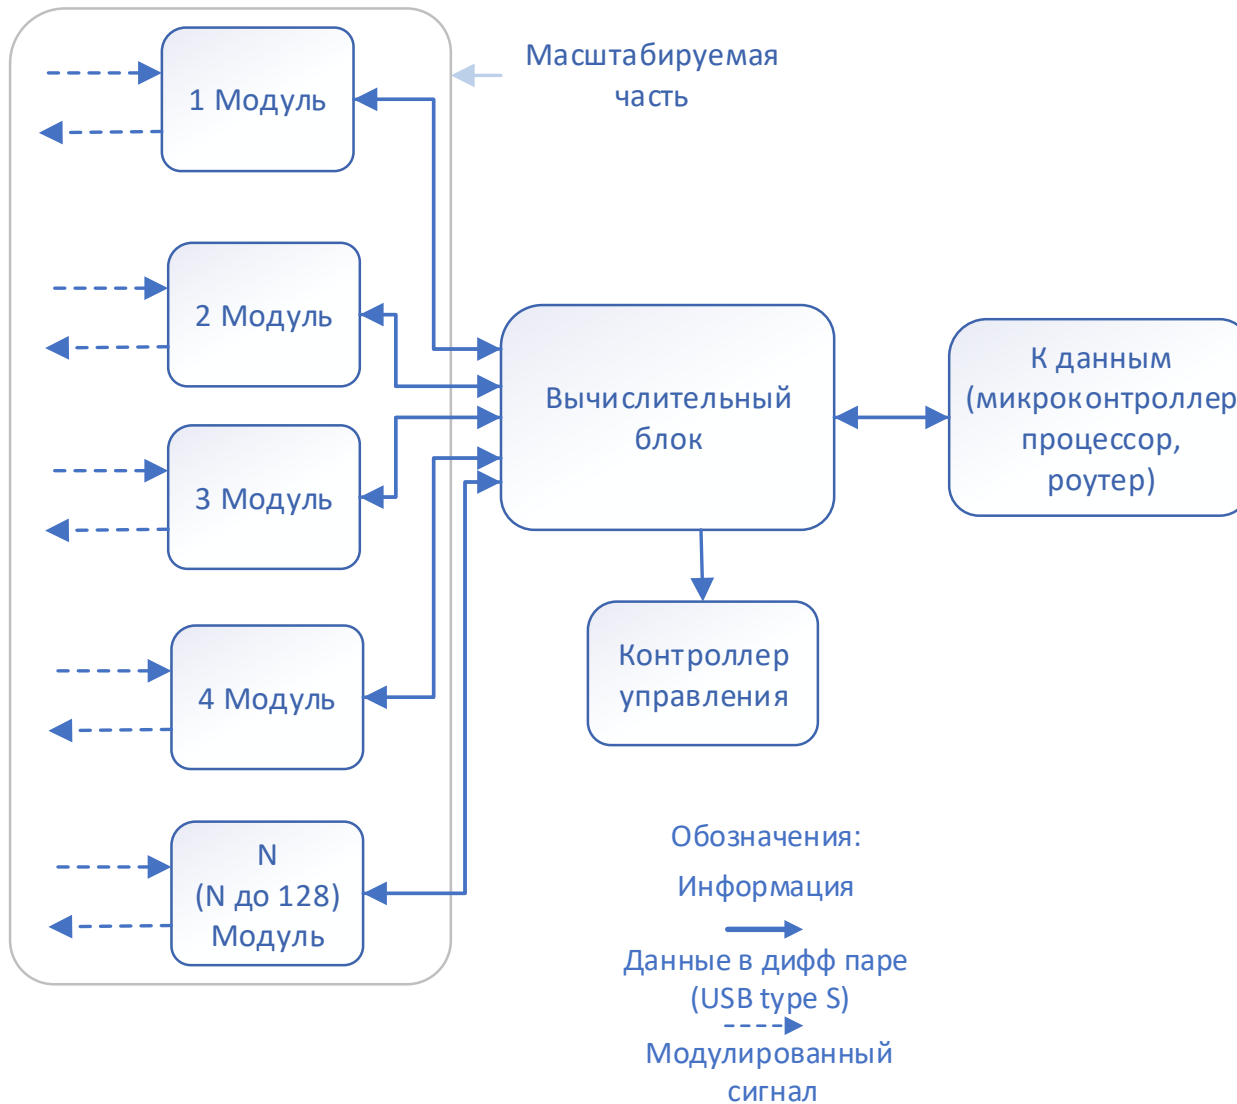 Масштабируемая
часть
1 Модуль
2 Модуль
3 Модуль
4 Модуль
N
(N до 128)
Модуль
Вычислительный
блок
К данным
(микроконтроллер
процессор,
роутер)
Контроллер
управления
Обозначения:
Информация
Данные в дифф паре
(USB type S)
Модулированный
сигнал